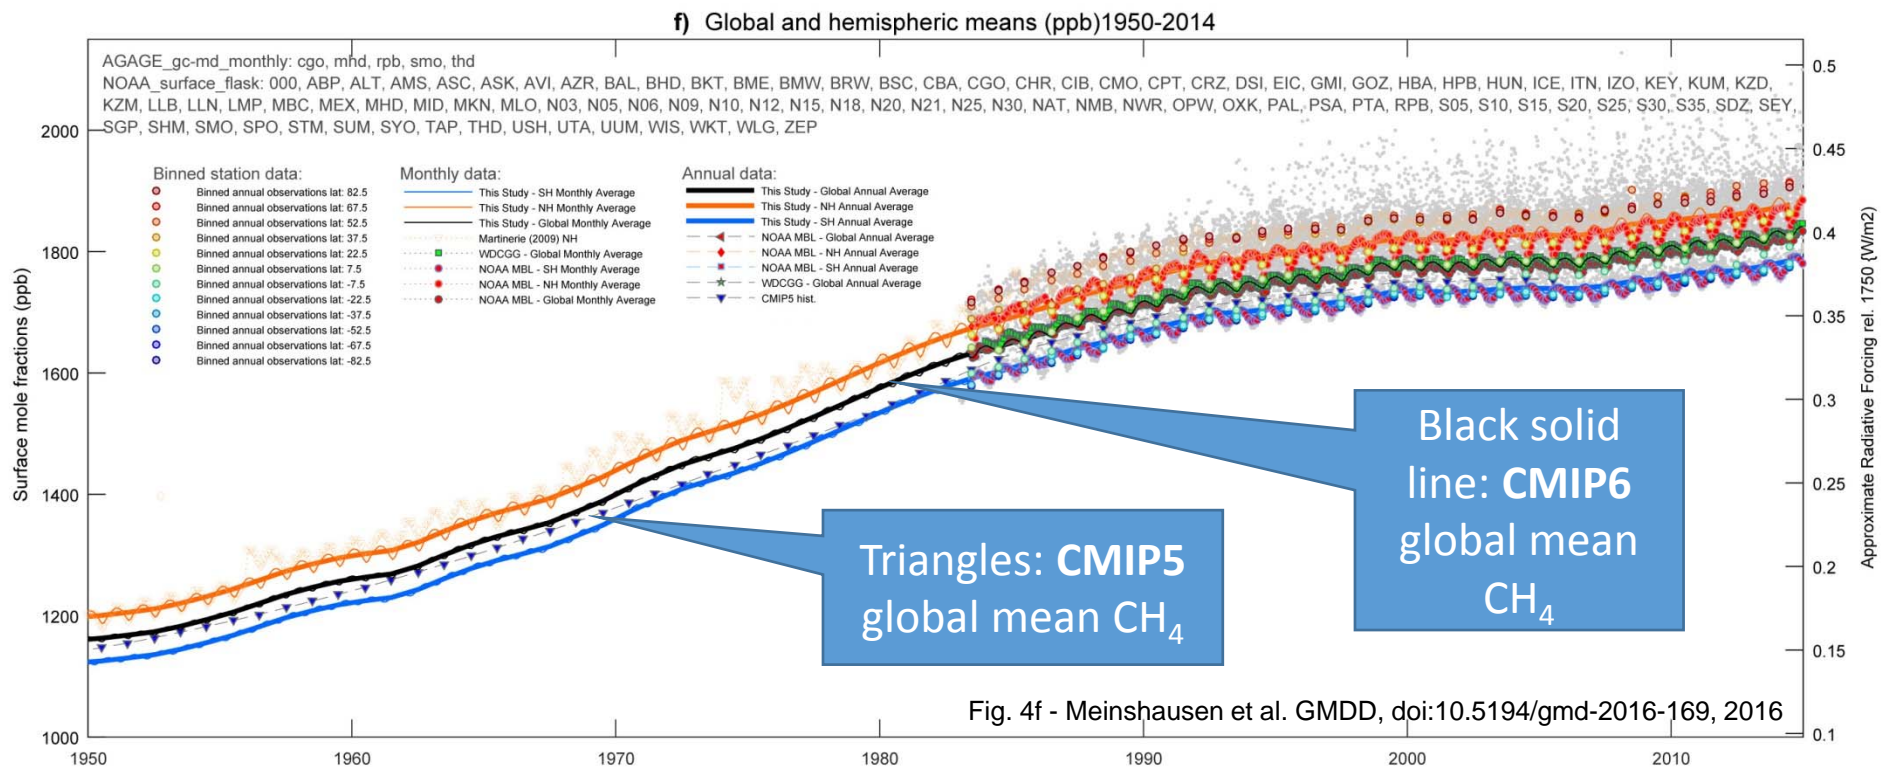 f) Global and hemispheric means (ppb)1950-2014
AGAGE_gc-md_monthly: cgo, mhd, rpb, smo, thd
NOAA_surface_flask: 000, ABP, ALT, AMS, ASC, ASK, AVI, AZR, BAL, BHD, BKT, BME, BMW, BRW, BSC, CBA, CGO, CHR, CIB, CMO, CPT, CRZ, DSI, EIC, GMI, GOZ, HBA, HPB, HUN, ICE, ITN, IZO, KEY, KUM, KZD,
KZM, LLB, LLN, LMP, MBC, MEX, MHD, MID, MKN, MLO, N03, N05, N06, N09, N10, N12, N15, N18, N20, N21, N25, N30, NAT, NMB, NWR, OPW, OXK, PAL, PSA, PTA, RPB, S05, S10, S15, S20, S25, S30, S35, SDZ, SEY,
SGP, SHM, SMO, SPO, STM, SUM, SYO, TAP, THD, USH, UTA, UUM, WIS, WKT, WLG, ZEP
Binned station data:
Binned annual observations lat: 82.5
Binned annual observations lat: 67.5
Binned annual observations lat: 52.5
Binned annual observations lat: 37.5
Binned annual observations lat: 22.5
Binned annual observations lat: 7.5
Binned annual observations lat: -7.5
Binned annual observations lat: -22.5
Binned annual observations lat: -37.5
Binned annual observations lat: -52.5
Binned annual observations lat: -67.5
Binned annual observations lat: -82.5
Monthly data:
This Study - SH Monthly Average
This Study - NH Monthly Average
This Study - Global Monthly Average
Martinerie (2009) NH
WDCGG - Global Monthly Average
NOAA MBL - SH Monthly Average
NOAA MBL - NH Monthly Average
NOAA MBL - Global Monthly Average
Annual data:
This Study - Global Annual Average
This Study - NH Annual Average
This Study - SH Annual Average
NOAA MBL - Global Annual Average
NOAA MBL - NH Annual Average
NOAA MBL - SH Annual Average
WDCGG - Global Annual Average
CMIP5 hist.
Surface mole fractions (ppb)
2000
1800
1600
1400
1200
1000
Approximate Radiative Forcing rel. 1750 {W/m2)
0.5
0.45
0.4
0.35
0.3
0.25
0.2
0.15
0.1
Black solid
line: CMIP6
global mean
CH4
Triangles: CMIP5
global mean CH4
Fig. 4f - Meinshausen et al. GMDD, doi:10.5194/gmd-2016-169, 2016
1950
1960
1970
1980
1990
2000
2010